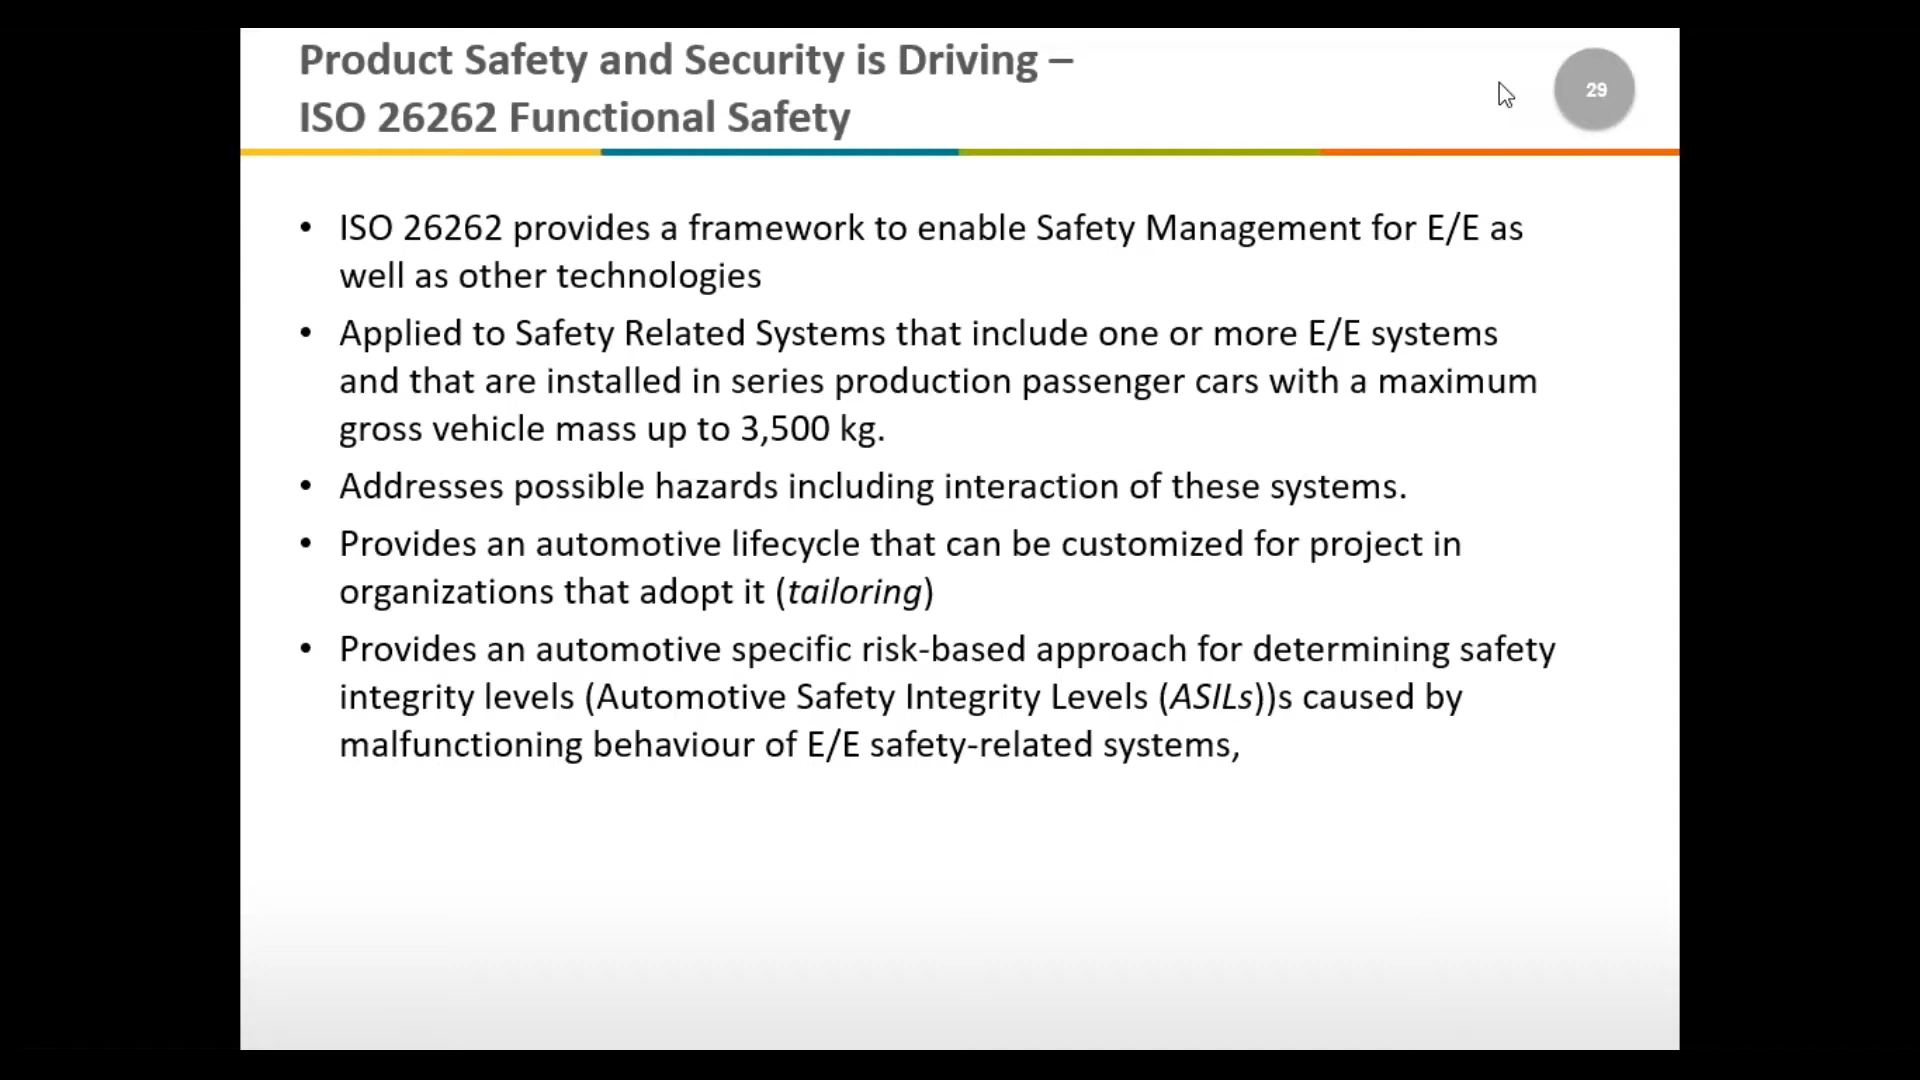 Product Safety and Security is Driving –
ISO 26262 Functional Safety
29
• ISO 26262 provides a framework to enable Safety Management for E/E as
well as other technologies
• Applied to Safety Related Systems that include one or more E/E systems
and that are installed in series production passenger cars with a maximum
gross vehicle mass up to 3,500 kg.
• Addresses possible hazards including interaction of these systems.
• Provides an automotive lifecycle that can be customized for project in
organizations that adopt it (tailoring)
• Provides an automotive specific risk-based approach for determining safety
integrity levels (Automotive Safety Integrity Levels (ASILs))s caused by
malfunctioning behaviour of E/E safety-related systems,